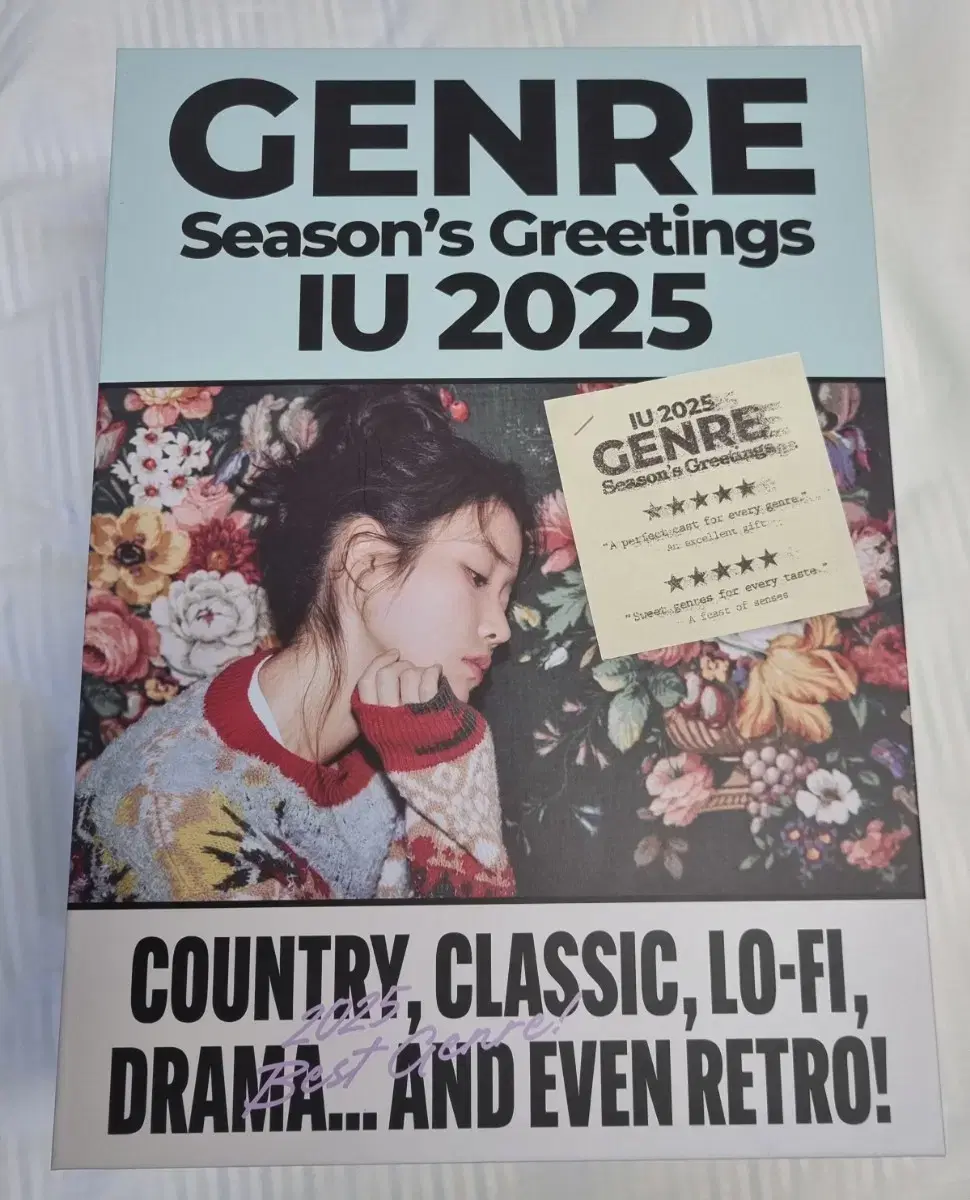 GENRE
Season's Greetings
IU 2025
IU 2025
GENRE
Season's Greetings
★★★★★
"A perfect cast for every genre."
An excellent gift
★★★★★
"Sweet genres for every taste."
A feast of senses
COUNTRY, CLASSIC, LO-FI,
2025
Best Genre!
DRAMA... AND EVEN RETRO!